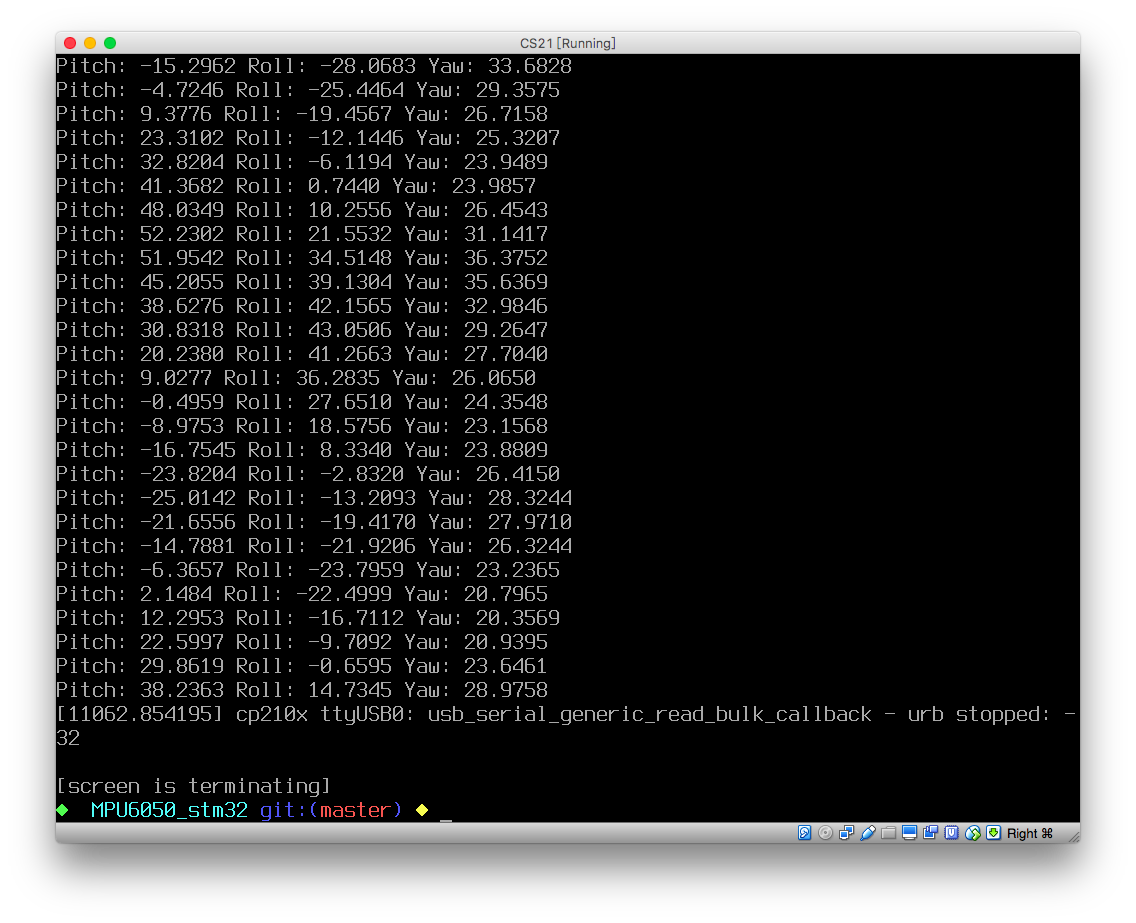 CS21 [Running]
Pitch: -15.2962 Roll: -28.0683 Yaw: 33.6828
Pitch: -4.7246 Roll: -25.4464 Yaw: 29.3575
Pitch: 9.3776 Roll: -19.4567 Yaw: 26.7158
Pitch: 23.3102 Roll: -12.1446 Yaw: 25.3207
Pitch: 32.8204 Roll: -6.1194 Yaw: 23.9489
Pitch: 41.3682 Roll: 0.7440 Yaw: 23.9857
Pitch: 48.0349 Roll: 10.2556 Yaw: 26.4543
Pitch: 52.2302 Roll: 21.5532 Yaw: 31.1417
Pitch: 51.9542 Roll: 34.5148 Yaw: 36.3752
Pitch: 45.2055 Roll: 39.1304 Yaw: 35.6369
Pitch: 38.6276 Roll: 42.1565 Yaw: 32.9846
Pitch: 30.8318 Roll: 43.0506 Yaw: 29.2647
Pitch: 20.2380 Roll: 41.2663 Yaw: 27.7040
Pitch: 9.0277 Roll: 36.2835 Yaw: 26.0650
Pitch: -0.4959 Roll: 27.6510 Yaw: 24.3548
Pitch: -8.9753 Roll: 18.5756 Yaw: 23.1568
Pitch: -16.7545 Roll: 8.3340 Yaw: 23.8809
Pitch: -23.8204 Roll: -2.8320 Yaw: 26.4150
Pitch: -25.0142 Roll: -13.2093 Yaw: 28.3244
Pitch: -21.6556 Roll: -19.4170 Yaw: 27.9710
Pitch: -14.7881 Roll: -21.9206 Yaw: 26.3244
Pitch: -6.3657 Roll: -23.7959 Yaw: 23.2365
Pitch: 2.1484 Roll: -22.4999 Yaw: 20.7965
Pitch: 12.2953 Roll: -16.7112 Yaw: 20.3569
Pitch: 22.5997 Roll: -9.7092 Yaw: 20.9395
Pitch: 29.8619 Roll: -0.6595 Yaw: 23.6461
Pitch: 38.2363 Roll: 14.7345 Yaw: 28.9758
[11062.854195] cp210x ttyUSB0: usb_serial_generic_read_bulk_callback - urb stopped: -
32
[screen is terminating]
◆ MPU6050_stm32 git:(master) ◆ _
Right ⌘